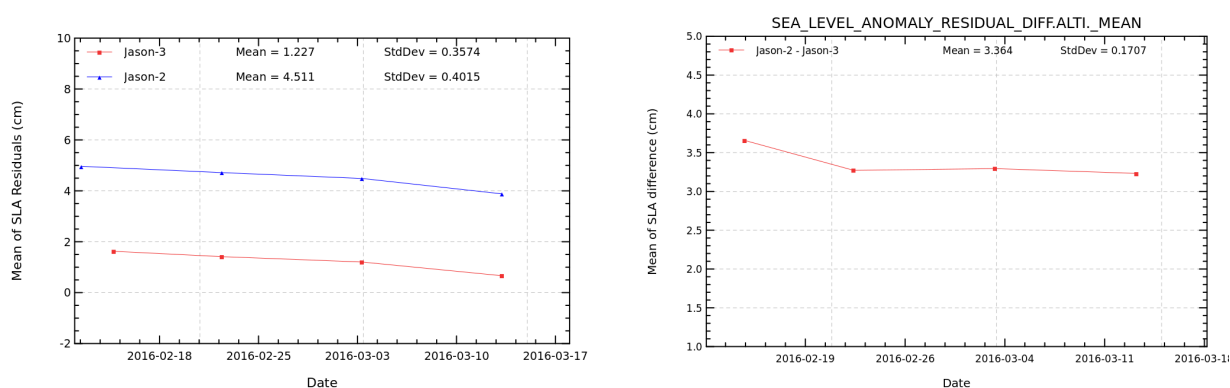 10
8
6
4
2
0
-2
Mean of SLA Residuals (cm)
Jason-3 Mean = 1.227 StdDev = 0.3574
Jason-2 Mean = 4.511 StdDev = 0.4015
2016-02-18 2016-02-25 2016-03-03 2016-03-10 2016-03-17
Date
SEA_LEVEL_ANOMALY_RESIDUAL_DIFF.ALTI._MEAN
5.0
4.5
4.0
3.5
3.0
2.5
2.0
1.5
1.0
Mean of SLA difference (cm)
Jason-2 - Jason-3 Mean = 3.364 StdDev = 0.1707
2016-02-19 2016-02-26 2016-03-04 2016-03-11 2016-03-18
Date